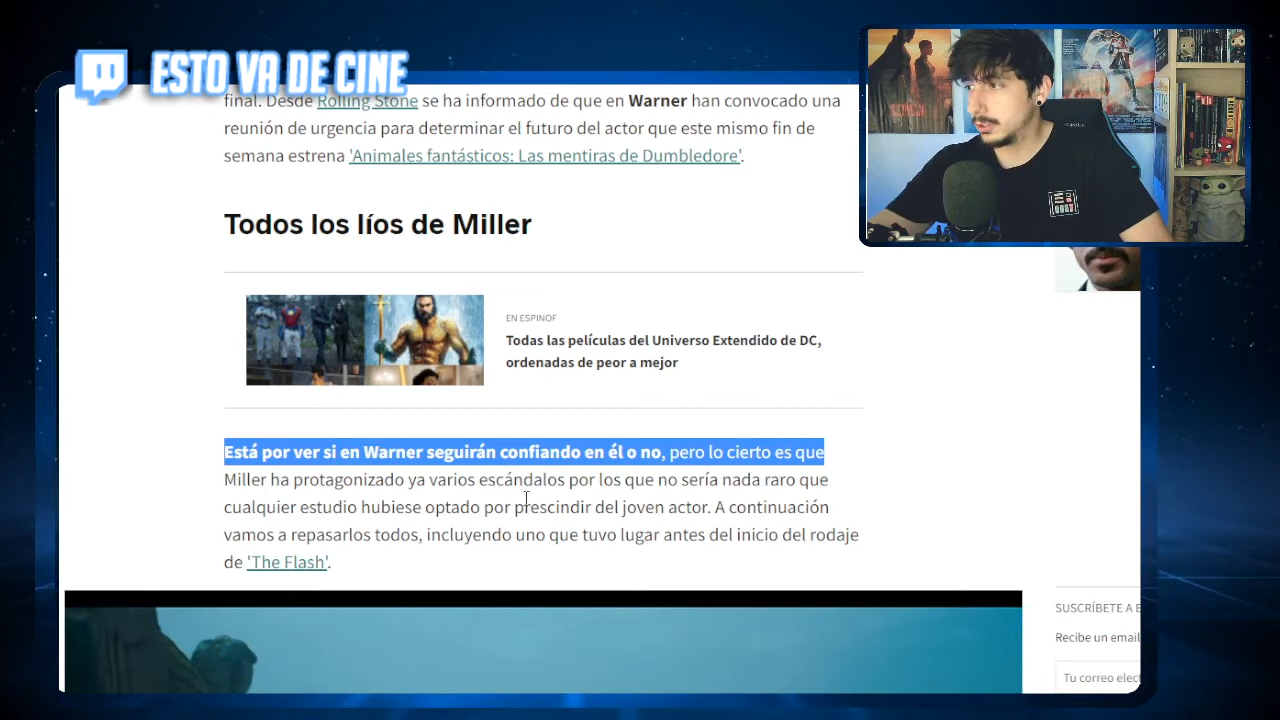 ESTO VA DE CINE
final. Desde Rolling Stone se ha informado de que en Warner han convocado una
reunión de urgencia para determinar el futuro del actor que este mismo fin de
semana estrena 'Animales fantásticos: Las mentiras de Dumbledore'.
Todos los líos de Miller
EN ESPINOF
Todas las películas del Universo Extendido de DC,
ordenadas de peor a mejor
Está por ver si en Warner seguirán confiando en él o no, pero lo cierto es que
Miller ha protagonizado ya varios escándalos por los que no sería nada raro que
cualquier estudio hubiese optado por prescindir del joven actor. A continuación
vamos a repasarlos todos, incluyendo uno que tuvo lugar antes del inicio del rodaje
de 'The Flash'.
SUSCRÍBETE A
Recibe un email
Tu correo elect